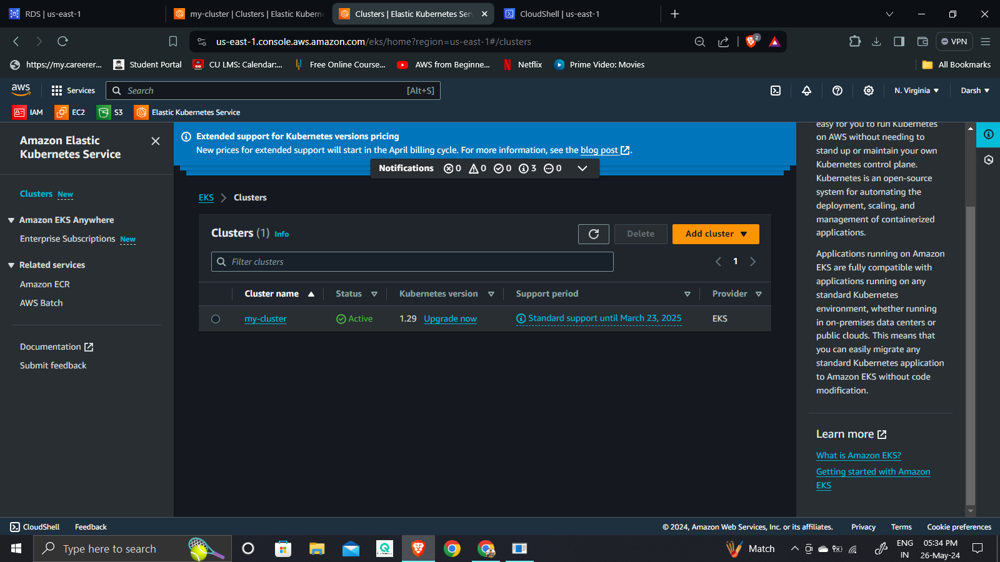 RDS | us-east-1
my-cluster | Clusters | Elastic Kuberne
Clusters | Elastic Kubernetes Ser
CloudShell | us-east-1
us-east-1.console.aws.amazon.com/eks/home?region=us-east-1#/clusters
2
VPN
https://my.careerer...
Student Portal
CU LMS: Calendar:...
Free Online Course...
AWS from Beginne...
Netflix
Prime Video: Movies
All Bookmarks
aws
Services
Search
[Alt+S]
N. Virginia
Darsh
IAM
EC2
S3
Elastic Kubernetes Service
Amazon Elastic
Kubernetes Service
Clusters New
Amazon EKS Anywhere
Enterprise Subscriptions New
Related services
Amazon ECR
AWS Batch
Documentation
Submit feedback
Extended support for Kubernetes versions pricing
New prices for extended support will start in the April billing cycle. For more information, see the blog post.
Notifications 0 0 0 3 0
EKS
Clusters
Clusters (1) Info
Delete
Add cluster
Filter clusters
1
Cluster name
Status
Kubernetes version
Support period
Provider
my-cluster
Active
1.29 Upgrade now
Standard support until March 23, 2025
EKS
easy for you to run Kubernetes
on AWS without needing to
stand up or maintain your own
Kubernetes control plane.
Kubernetes is an open-source
system for automating the
deployment, scaling, and
management of containerized
applications.
Applications running on Amazon
EKS are fully compatible with
applications running on any
standard Kubernetes
environment, whether running
in on-premises data centers or
public clouds. This means that
you can easily migrate any
standard Kubernetes application
to Amazon EKS without code
modification.
Learn more
What is Amazon EKS?
Getting started with Amazon
EKS
CloudShell
Feedback
© 2024, Amazon Web Services, Inc. or its affiliates.
Privacy
Terms
Cookie preferences
Type here to search
Match
ENG
IN
05:34 PM
26-May-24